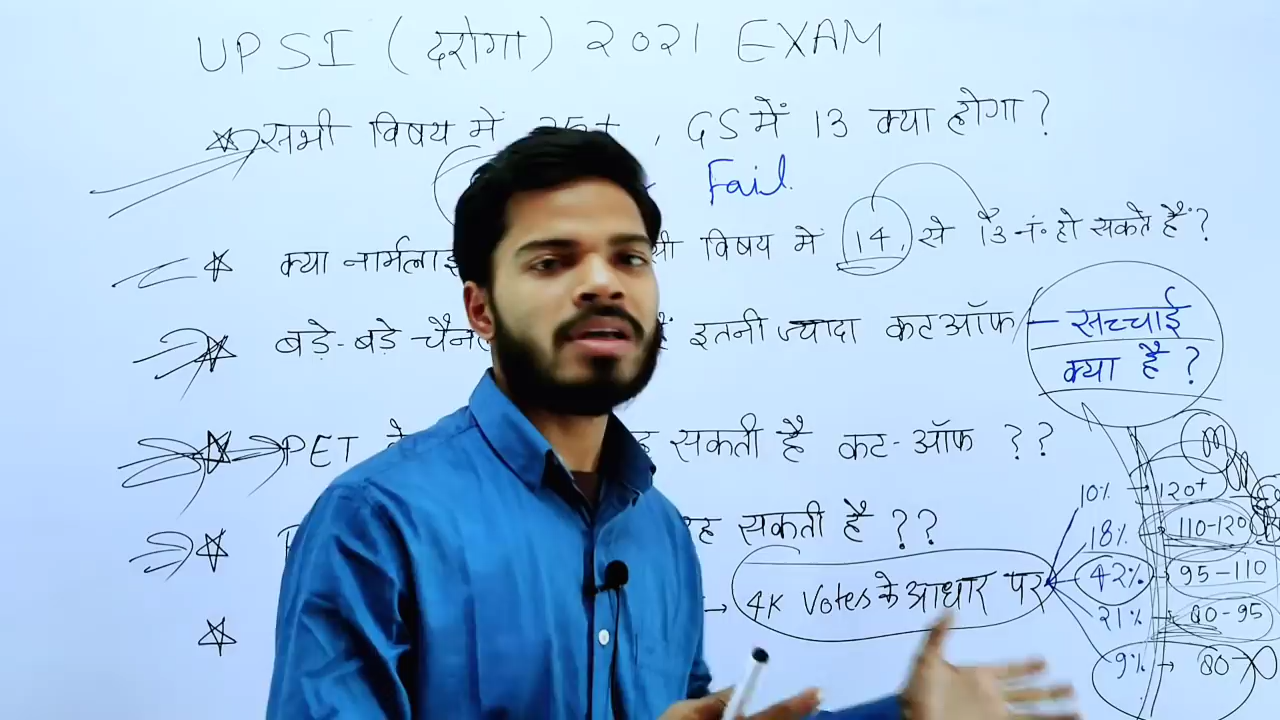 UPSI (दरोगा) २०२१ EXAM
सभी विषय में 35+, GS में 13 क्या होगा?
Fail.
क्या नार्मलाइ विषय में 14 से 13 हो सकते हैं?
बड़े-बड़े इतनी ज्यादा कटऑफ - सच्चाई
क्या है?
PET सकती है कट-ऑफ ??
सकती है ??
4K Votes के आधार पर
10% → 120+
18% → 110-120
42% → 95-110
21% → 80-95
9% → 80